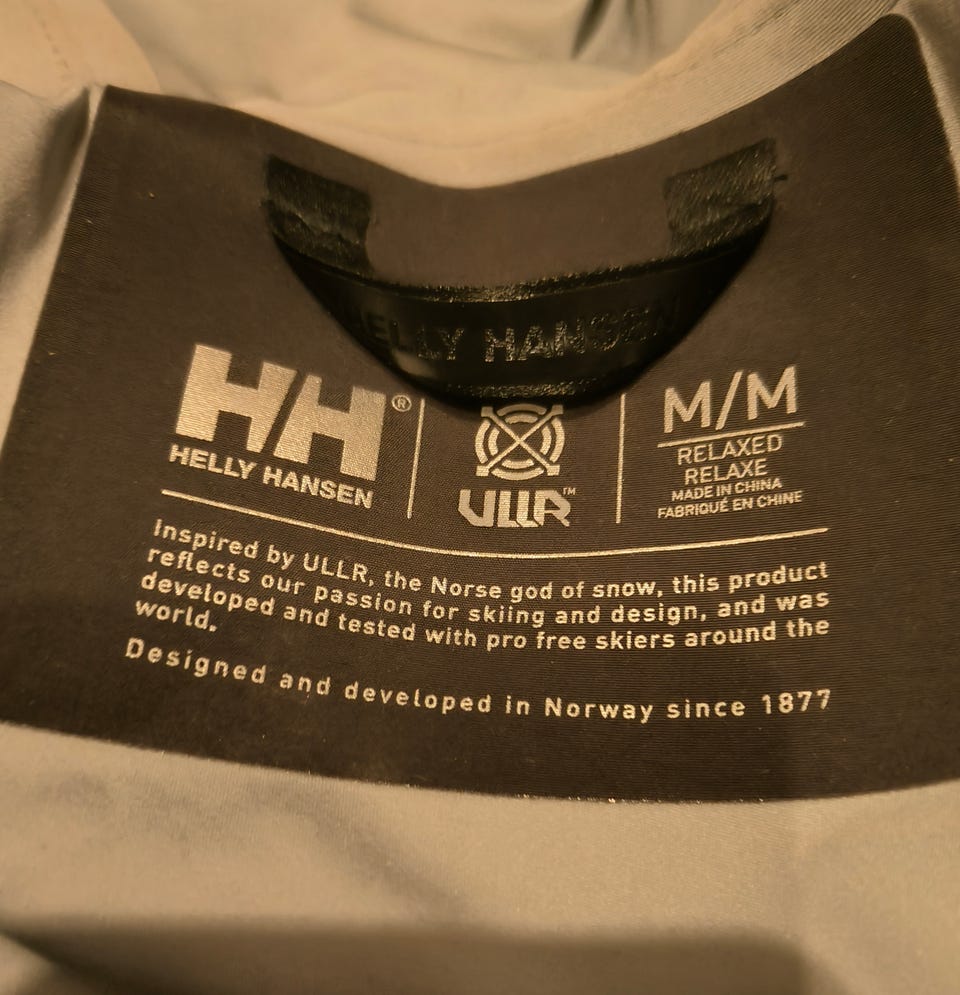 HELLY HANSEN
HH®
HELLY HANSEN
ULLR™
M/M
RELAXED
RELAXE
MADE IN CHINA
FABRIQUÉ EN CHINE
Inspired by ULLR, the Norse god of snow, this product
reflects our passion for skiing and design, and was
developed and tested with pro free skiers around the
world.
Designed and developed in Norway since 1877